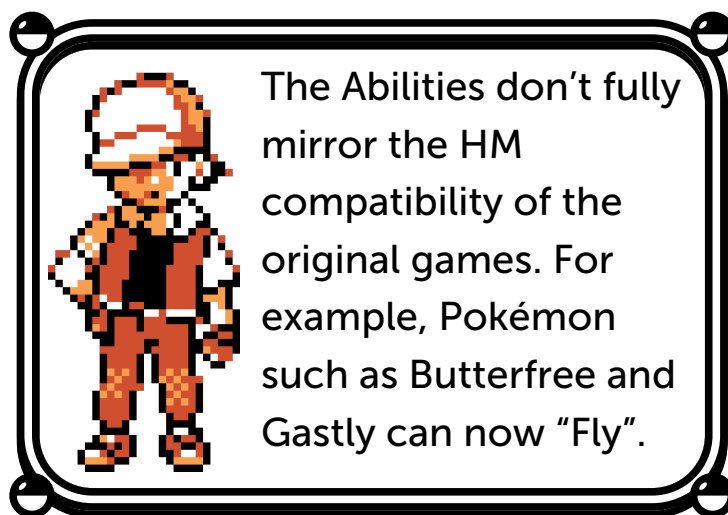 The Abilities don’t fully
mirror the HM
compatibility of the
original games. For
example, Pokémon
such as Butterfree and
Gastly can now “Fly”.